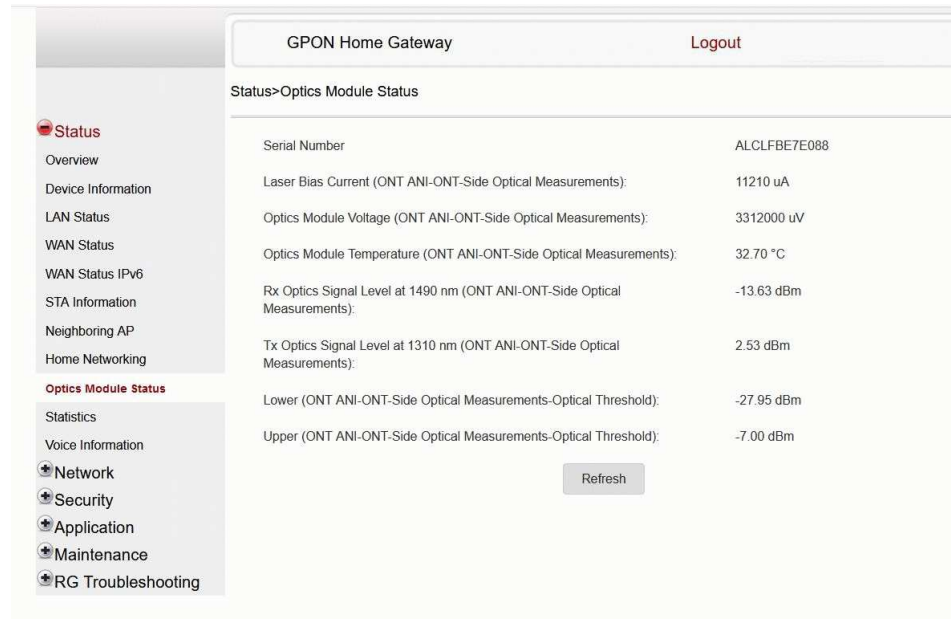 GPON Home Gateway
Logout
Status>Optics Module Status
Status
Overview
Device Information
LAN Status
WAN Status
WAN Status IPv6
STA Information
Neighboring AP
Home Networking
Optics Module Status
Statistics
Voice Information
Network
Security
Application
Maintenance
RG Troubleshooting
Serial Number ALCLFBE7E088
Laser Bias Current (ONT ANI-ONT-Side Optical Measurements): 11210 uA
Optics Module Voltage (ONT ANI-ONT-Side Optical Measurements): 3312000 uV
Optics Module Temperature (ONT ANI-ONT-Side Optical Measurements): 32.70 °C
Rx Optics Signal Level at 1490 nm (ONT ANI-ONT-Side Optical -13.63 dBm
Measurements):
Tx Optics Signal Level at 1310 nm (ONT ANI-ONT-Side Optical 2.53 dBm
Measurements):
Lower (ONT ANI-ONT-Side Optical Measurements-Optical Threshold): -27.95 dBm
Upper (ONT ANI-ONT-Side Optical Measurements-Optical Threshold): -7.00 dBm
Refresh